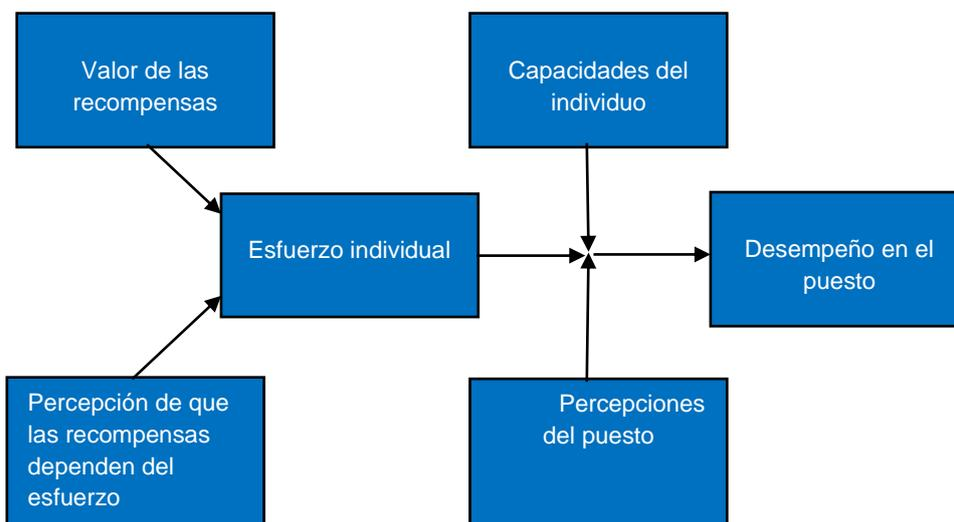 Valor de las
recompensas
Capacidades del
individuo
Esfuerzo individual
Desempeño en el
puesto
Percepción de que
las recompensas
dependen del
esfuerzo
Percepciones
del puesto